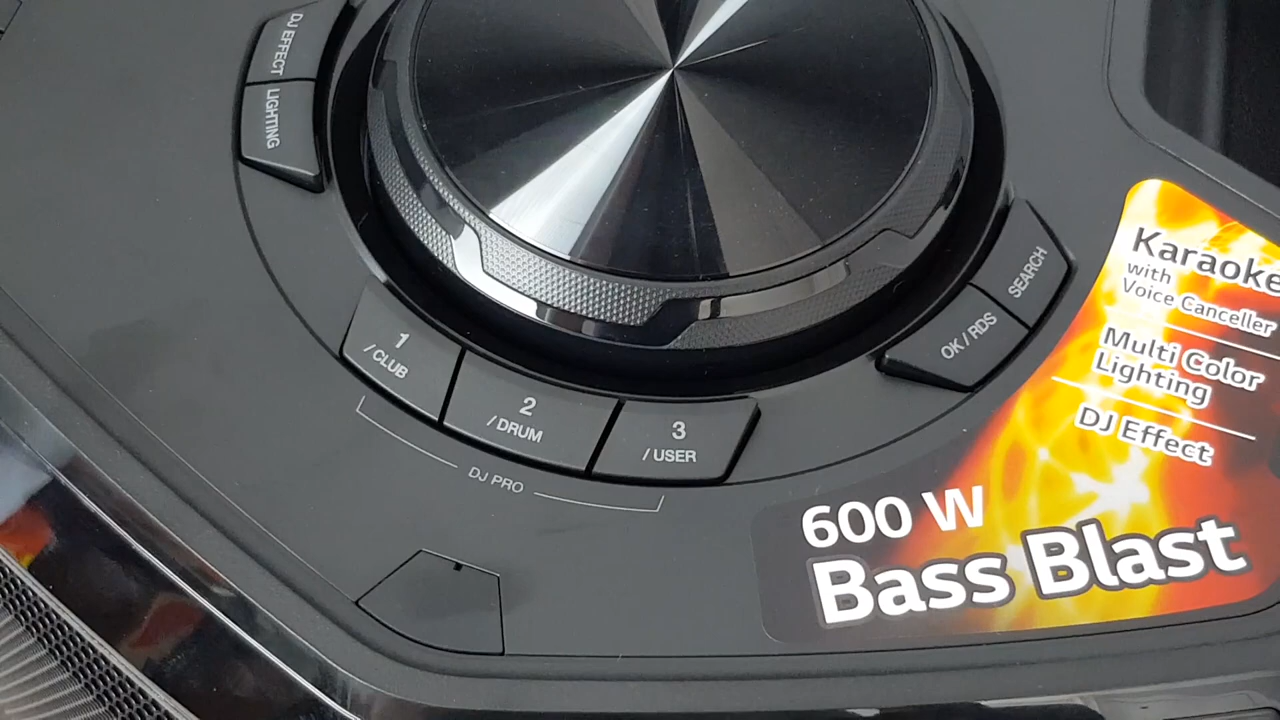 DJ EFFECT
LIGHTING
1
/ CLUB
2
/ DRUM
3
/ USER
DJ PRO
OK / RDS
SEARCH
Karaoke
with
Voice Canceller
Multi Color
Lighting
DJ Effect
600 W
Bass Blast